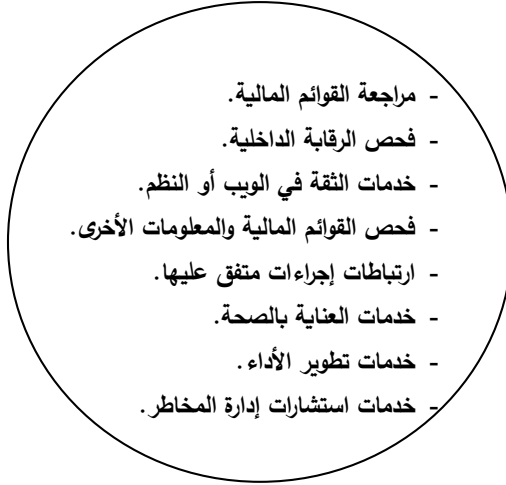 - مراجعة القوائم المالية.
- فحص الرقابة الداخلية.
- خدمات الثقة في الويب أو النظم.
- فحص القوائم المالية والمعلومات الأخرى.
- ارتباطات إجراءات متفق عليها.
- خدمات العناية بالصحة.
- خدمات تطوير الأداء.
- خدمات استشارات إدارة المخاطر.